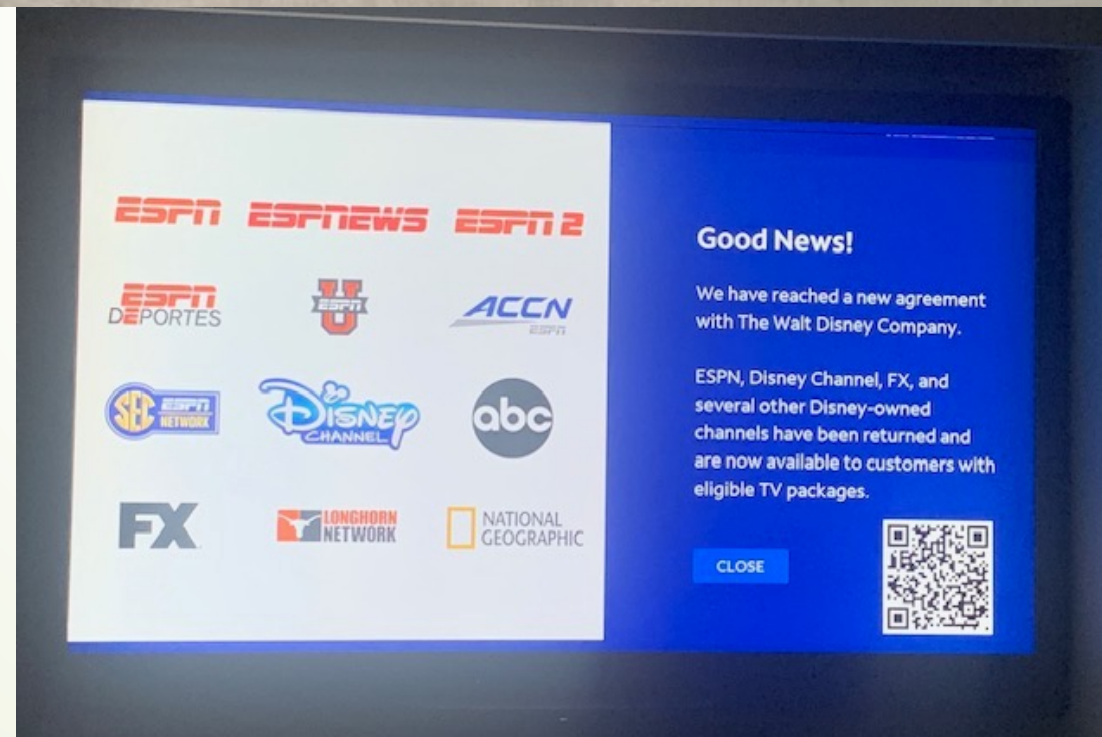 ESPN ESPNEWS ESPN 2
ESPN
DEPORTES
U
ESPN
ACCN
ESPN
SEC ESPN
NETWORK
DISNEY
CHANNEL
abc
FX
LONGHORN
NETWORK
NATIONAL
GEOGRAPHIC
Good News!
We have reached a new agreement
with The Walt Disney Company.
ESPN, Disney Channel, FX, and
several other Disney-owned
channels have been returned and
are now available to customers with
eligible TV packages.
CLOSE